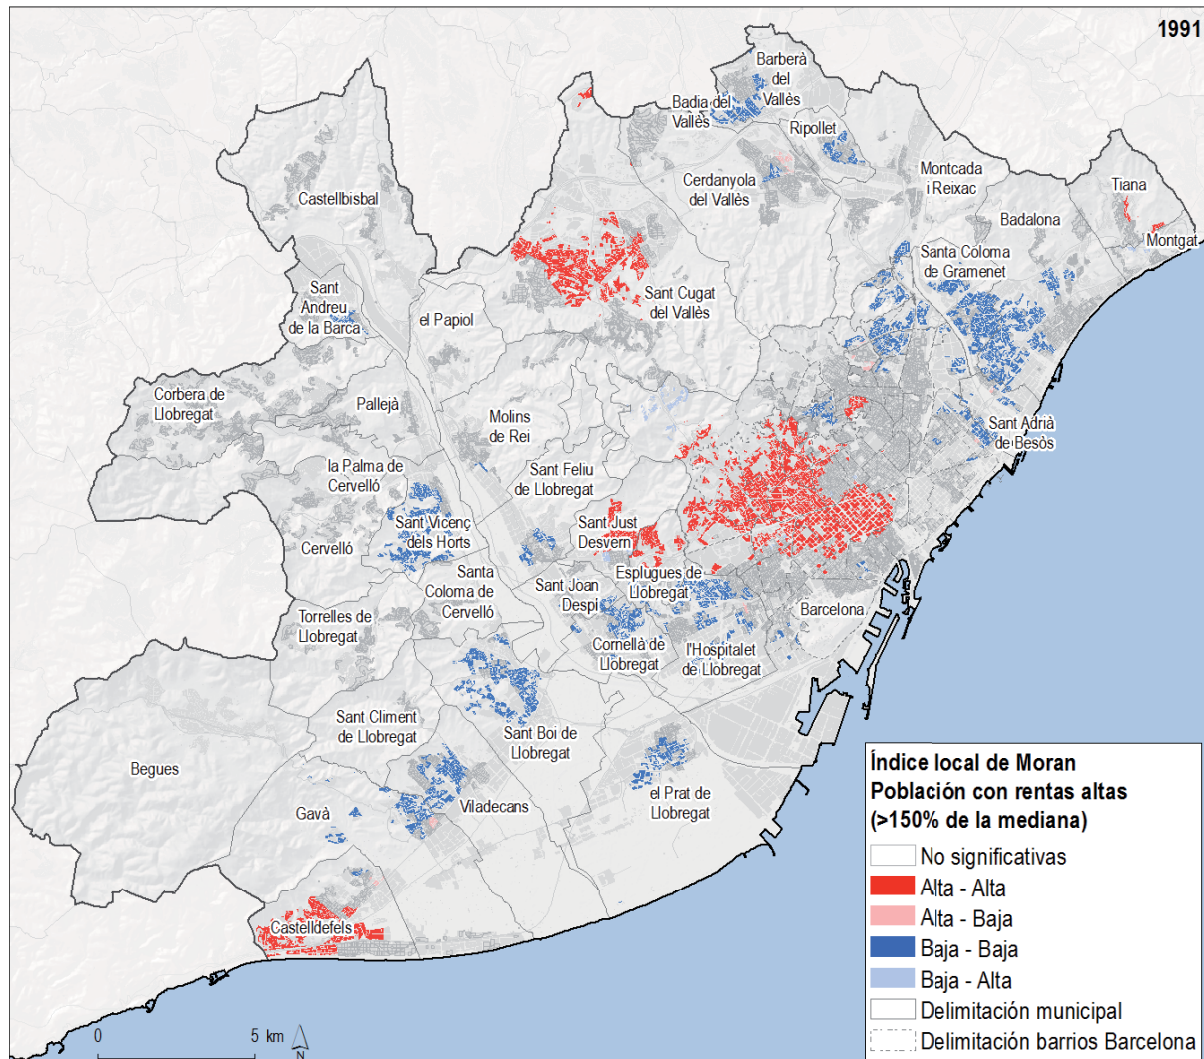 1991
Barberà
del
Vallès
Badia del
Vallès
Ripollet
Cerdanyola
del Vallès
Montcada
i Reixac
Tiana
Badalona
Montgat
Castellbisbal
Santa Coloma
de Gramenet
Sant
Andreu
de la Barca
el Papiol
Sant Cugat
del Vallès
Corbera de
Llobregat
Pallejà
Molins
de Rei
Sant Adrià
de Besòs
la Palma de
Cervelló
Sant Feliu
de Llobregat
Sant Vicenç
dels Horts
Sant Just
Desvern
Cervelló
Santa
Coloma de
Cervelló
Sant Joan
Despí
Esplugues de
Llobregat
Barcelona
Torrelles de
Llobregat
Cornellà de
Llobregat
l'Hospitalet
de Llobregat
Sant Climent
de Llobregat
Sant Boi de
Llobregat
Begues
Gavà
Viladecans
el Prat de
Llobregat
Castelldefels
Índice local de Moran
Población con rentas altas
(>150% de la mediana)
No significativas
Alta - Alta
Alta - Baja
Baja - Baja
Baja - Alta
Delimitación municipal
Delimitación barrios Barcelona
0 5 km
N